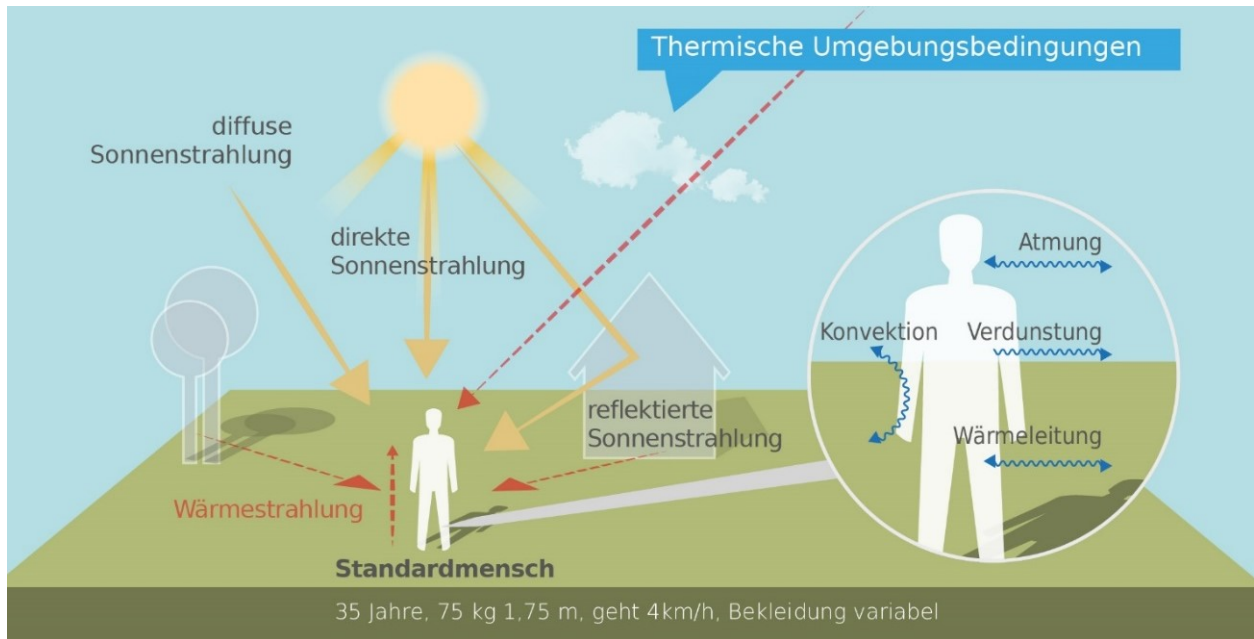 Thermische Umgebungsbedingungen
diffuse
Sonnenstrahlung
direkte
Sonnenstrahlung
Atmung
Konvektion
Verdunstung
reflektierte
Sonnenstrahlung
Wärmeleitung
Wärmestrahlung
Standardmensch
35 Jahre, 75 kg 1,75 m, geht 4km/h, Bekleidung variabel